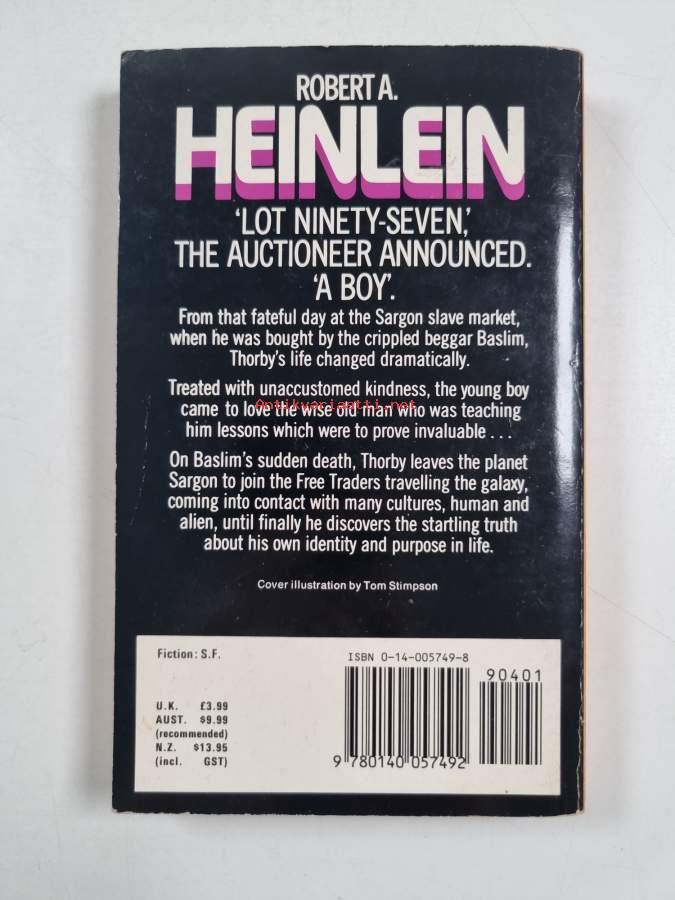 ROBERT A.
HEINLEIN
‘LOT NINETY-SEVEN,’
THE AUCTIONEER ANNOUNCED.
‘A BOY’.
From that fateful day at the Sargon slave market,
when he was bought by the crippled beggar Baslim,
Thorby’s life changed dramatically.
Treated with unaccustomed kindness, the young boy
came to love the wise old man who was teaching
Antikvariaatti.net
him lessons which were to prove invaluable . . .
On Baslim’s sudden death, Thorby leaves the planet
Sargon to join the Free Traders travelling the galaxy,
coming into contact with many cultures, human and
alien, until finally he discovers the startling truth
about his own identity and purpose in life.
Cover illustration by Tom Stimpson
Fiction: S.F.
ISBN 0-14-005749-8
90401
U.K. £3.99
AUST. $9.99
(recommended)
N.Z. $13.95
(incl. GST)
9 780140 057492